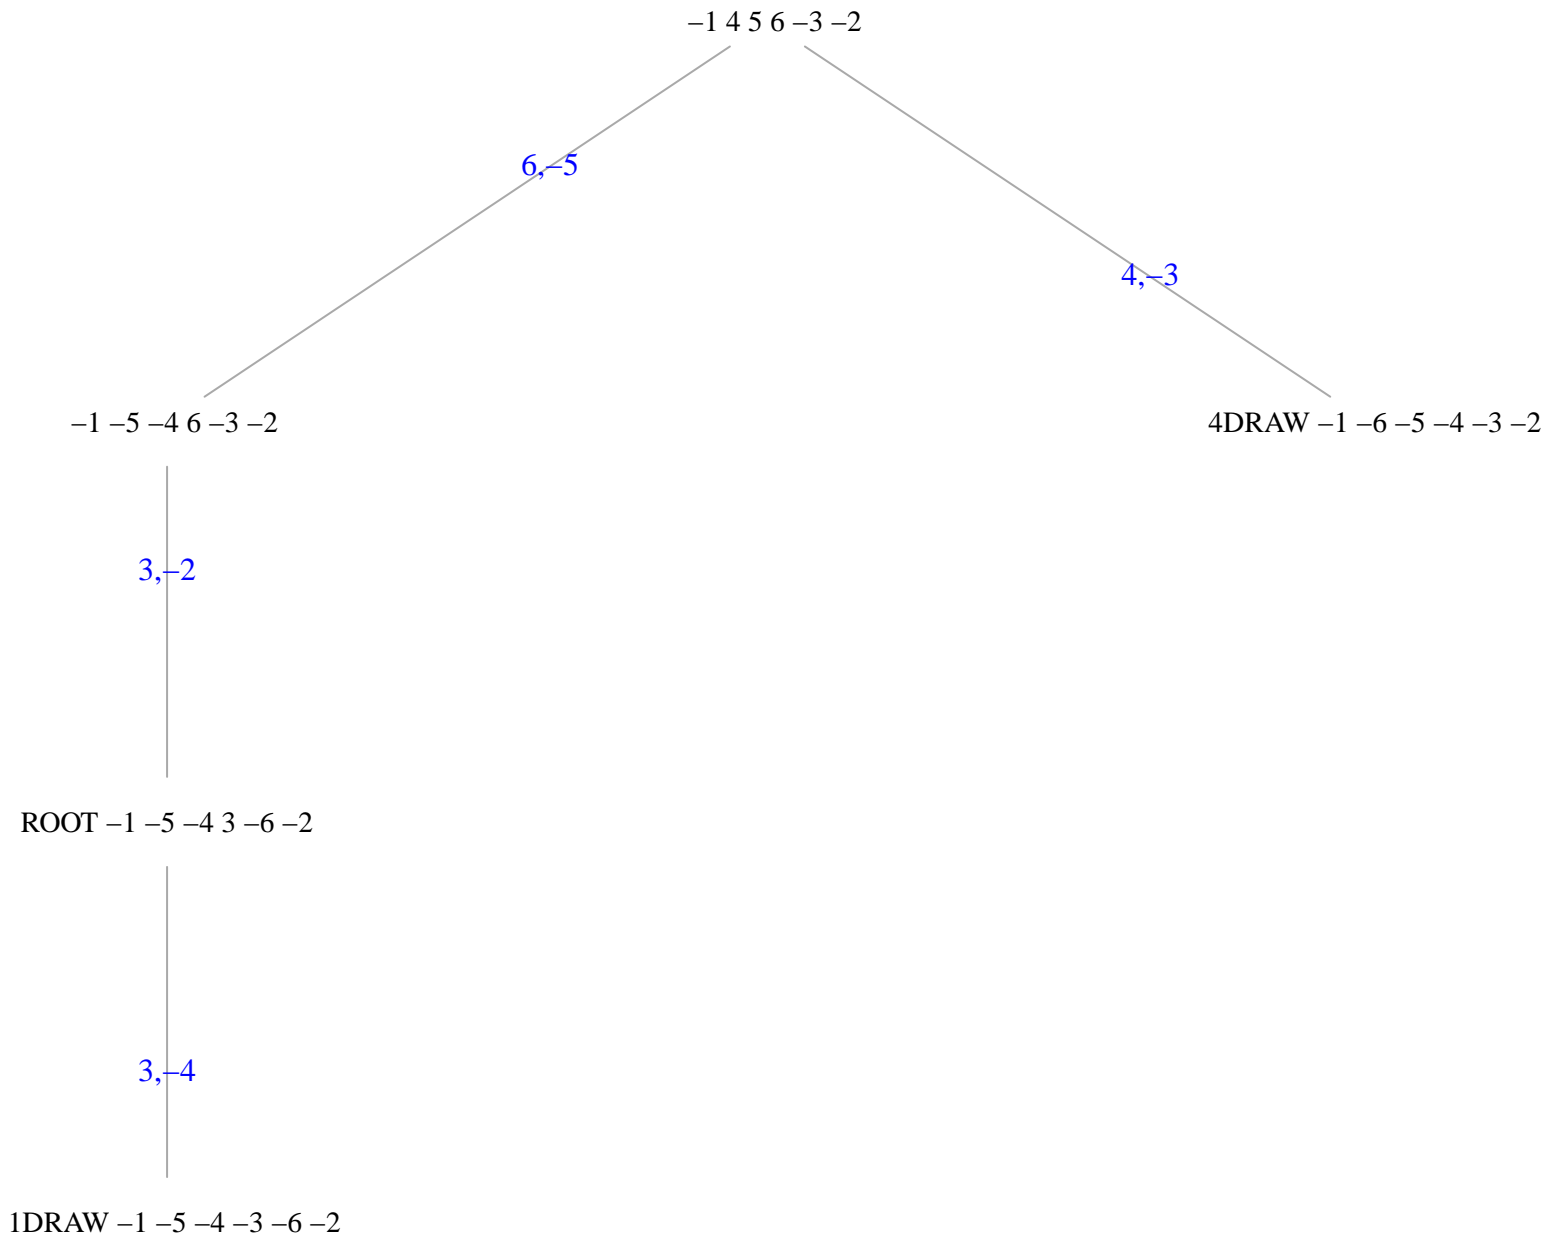 –1 4 5 6 –3 –2
6,–5
4,–3
–1 –5 –4 6 –3 –2
4DRAW –1 –6 –5 –4 –3 –2
3,–2
ROOT –1 –5 –4 3 –6 –2
3,–4
1DRAW –1 –5 –4 –3 –6 –2